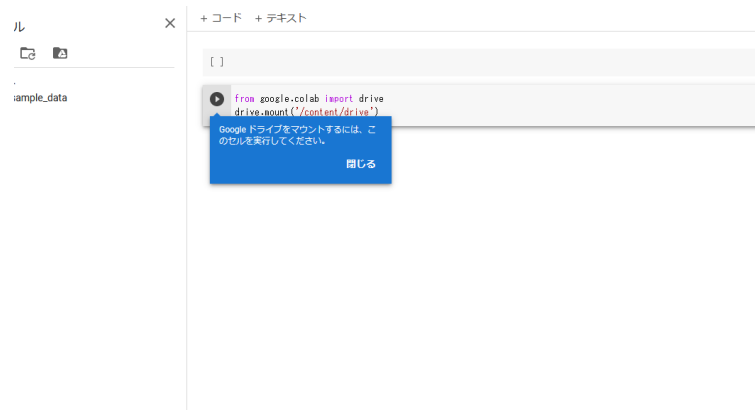 ル
+ コード + テキスト
[ ]
sample_data
from google.colab import drive
drive.mount('/content/drive')
Google ドライブをマウントするには、こ
のセルを実行してください。
閉じる